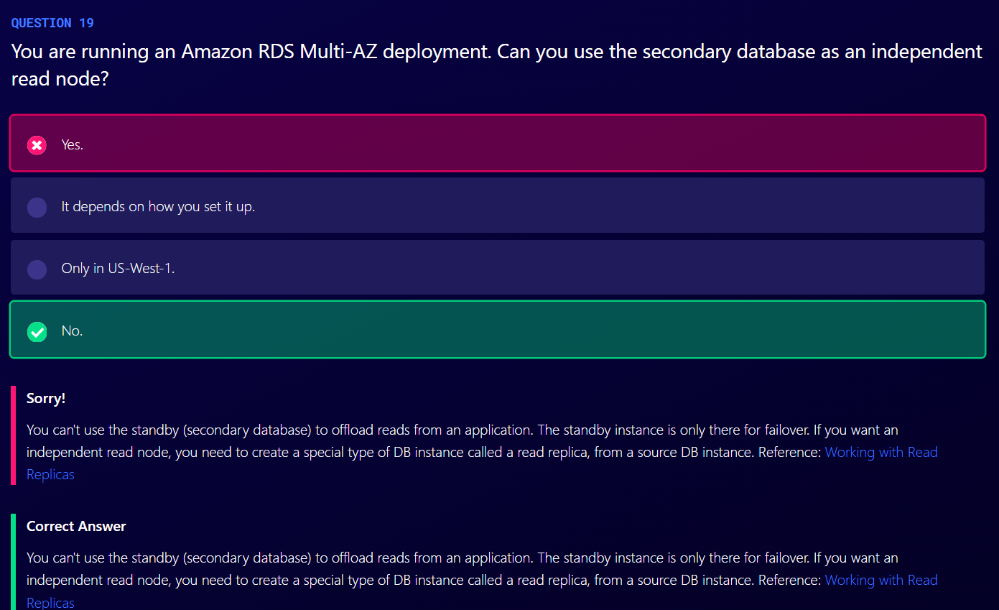 QUESTION 19
You are running an Amazon RDS Multi-AZ deployment. Can you use the secondary database as an independent
read node?
Yes.
It depends on how you set it up.
Only in US-West-1.
No.
Sorry!
You can't use the standby (secondary database) to offload reads from an application. The standby instance is only there for failover. If you want an
independent read node, you need to create a special type of DB instance called a read replica, from a source DB instance. Reference: Working with Read
Replicas
Correct Answer
You can't use the standby (secondary database) to offload reads from an application. The standby instance is only there for failover. If you want an
independent read node, you need to create a special type of DB instance called a read replica, from a source DB instance. Reference: Working with Read
Replicas